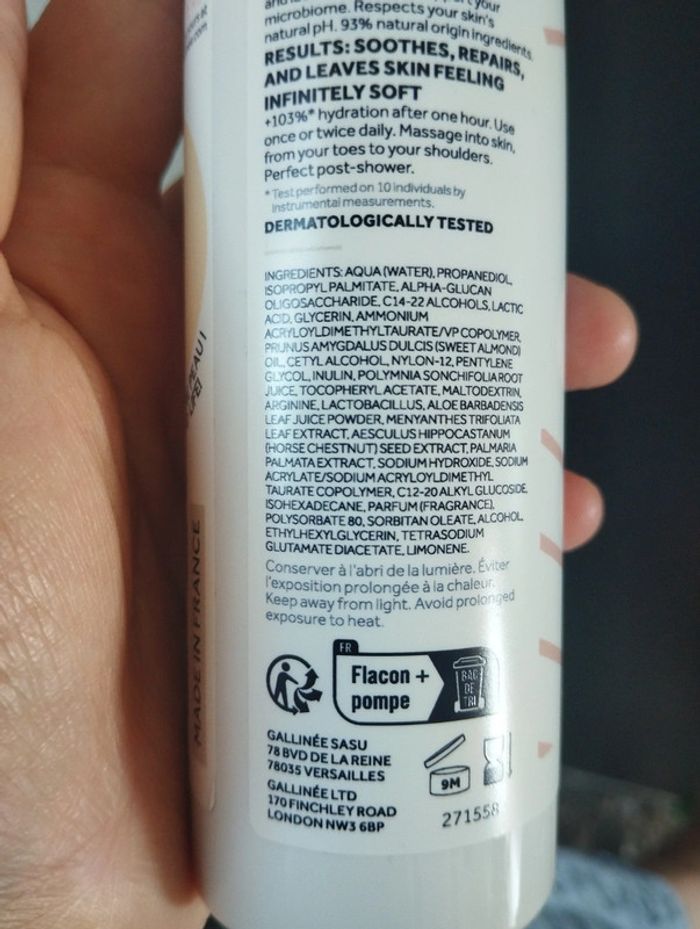 microbiome. Respects your skin's
natural pH. 93% natural origin ingredients.
RESULTS: SOOTHES, REPAIRS,
AND LEAVES SKIN FEELING
INFINITELY SOFT
+103%* hydration after one hour. Use
once or twice daily. Massage into skin,
from your toes to your shoulders.
Perfect post-shower.
* Test performed on 10 individuals by
instrumental measurements.
DERMATOLOGICALLY TESTED
INGREDIENTS: AQUA (WATER), PROPANEDIOL,
ISOPROPYL PALMITATE, ALPHA-GLUCAN
OLIGOSACCHARIDE, C14-22 ALCOHOLS, LACTIC
ACID, GLYCERIN, AMMONIUM
ACRYLOYLDIMETHYLTAURATE/VP COPOLYMER,
PRUNUS AMYGDALUS DULCIS (SWEET ALMOND)
OIL, CETYL ALCOHOL, NYLON-12, PENTYLENE
GLYCOL, INULIN, POLYMNIA SONCHIFOLIA ROOT
JUICE, TOCOPHERYL ACETATE, MALTODEXTRIN,
ARGININE, LACTOBACILLUS, ALOE BARBADENSIS
LEAF JUICE POWDER, MENYANTHES TRIFOLIATA
LEAF EXTRACT, AESCULUS HIPPOCASTANUM
(HORSE CHESTNUT) SEED EXTRACT, PALMARIA
PALMATA EXTRACT, SODIUM HYDROXIDE, SODIUM
ACRYLATE/SODIUM ACRYLOYLDIMETHYL
TAURATE COPOLYMER, C12-20 ALKYL GLUCOSIDE,
ISOHEXADECANE, PARFUM (FRAGRANCE),
POLYSORBATE 80, SORBITAN OLEATE, ALCOHOL,
ETHYLHEXYLGLYCERIN, TETRASODIUM
GLUTAMATE DIACETATE, LIMONENE.
Conserver à l'abri de la lumière. Éviter
l'exposition prolongée à la chaleur.
Keep away from light. Avoid prolonged
exposure to heat.
FR
Flacon +
pompe
BAC
DE
TRI
GALLINÉE SASU
78 BVD DE LA REINE
78035 VERSAILLES
GALLINÉE LTD
170 FINCHLEY ROAD
LONDON NW3 6BP
9M
271558
MADE IN FRANCE